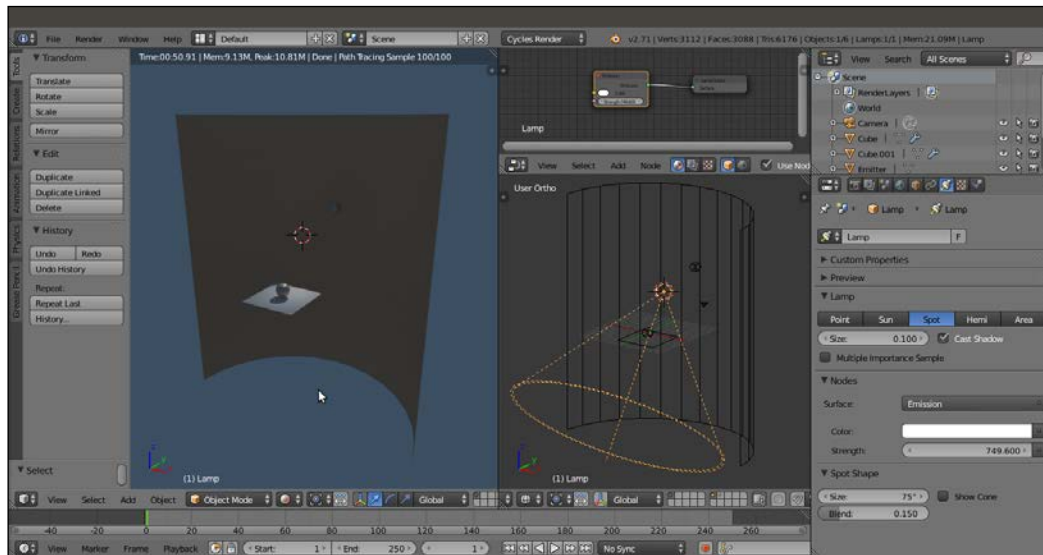 File Render Window Help Default Scene Cycles Render v2.71 | Verts:3112 | Faces:3088 | Tris:6176 | Objects:1/6 | Lamps:1/1 | Mem:21.09M | Lamp
Time:00:50.91 | Mem:9.13M, Peak:10.81M | Done | Path Tracing Sample 100/100
Tools
Create
Relations
Animation
Physics
Grease Pencil
Transform
Translate
Rotate
Scale
Mirror
Edit
Duplicate
Duplicate Linked
Delete
History
Undo Redo
Undo History
Repeat:
Repeat Last
History...
Select
(1) Lamp
View Select Add Object Object Mode Global
Lamp
View Select Add Node Use Nod
User Ortho
(1) Lamp
Global
View Search All Scenes
Scene
RenderLayers
World
Camera
Cube
Cube.001
Emitter
Lamp Lamp
Lamp F
Custom Properties
Preview
Lamp
Point Sun Spot Hemi Area
Size: 0.100 Cast Shadow
Multiple Importance Sample
Nodes
Surface: Emission
Color:
Strength: 749.600
Spot Shape
Size: 75° Show Cone
Blend: 0.150
-40 -20 0 20 40 60 80 100 120 140 160 180 200 220 240 260
View Marker Frame Playback Start: 1 End: 250 1 No Sync